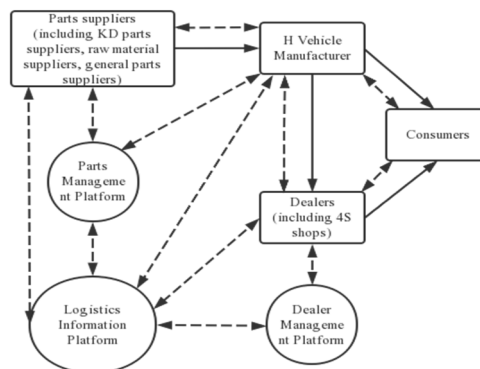 Parts suppliers
(including KD parts
suppliers, raw material
suppliers, general parts
suppliers)
H Vehicle
Manufacturer
Consumers
Parts
Manageme
nt Platform
Dealers
(including 4S
shops)
Logistics
Information
Platform
Dealer
Manageme
nt Platform